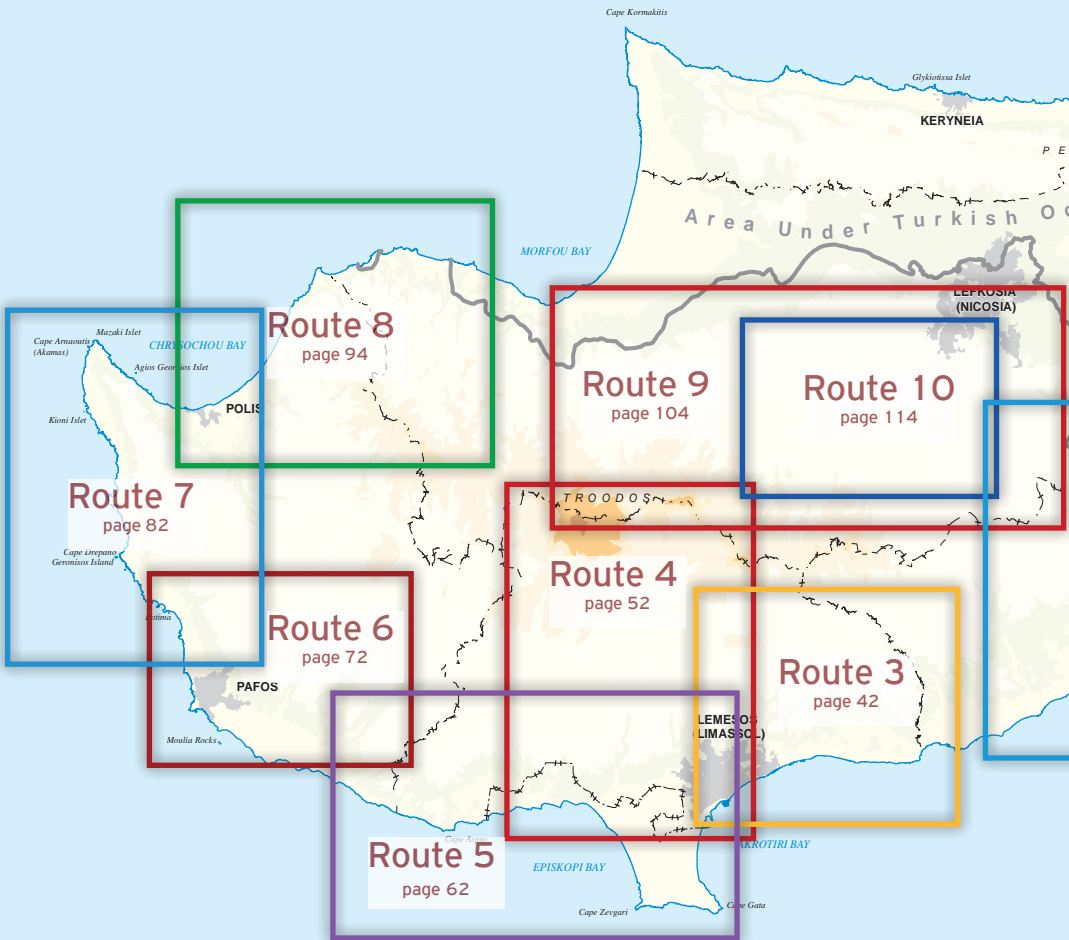 Cape Kormakitis
Glykiotissa Islet
KERYNEIA
P E
Area Under Turkish Oc
MORFOU BAY
LEFKOSIA
(NICOSIA)
Route 8
page 94
Mazaki Islet
Cape Arnaoutis
(Akamas)
CHRYSOCHOU BAY
Agios Georgios Islet
POLIS
Kioni Islet
Route 9
page 104
Route 10
page 114
Route 7
page 82
TROODOS
Cape Drepano
Geronisos Island
Route 4
page 52
Route 6
page 72
PAFOS
Moulia Rocks
Route 3
page 42
LEMESOS
(LIMASSOL)
Cape Aspro
Route 5
page 62
EPISKOPI BAY
AKROTIRI BAY
Cape Zevgari
Cape Gata